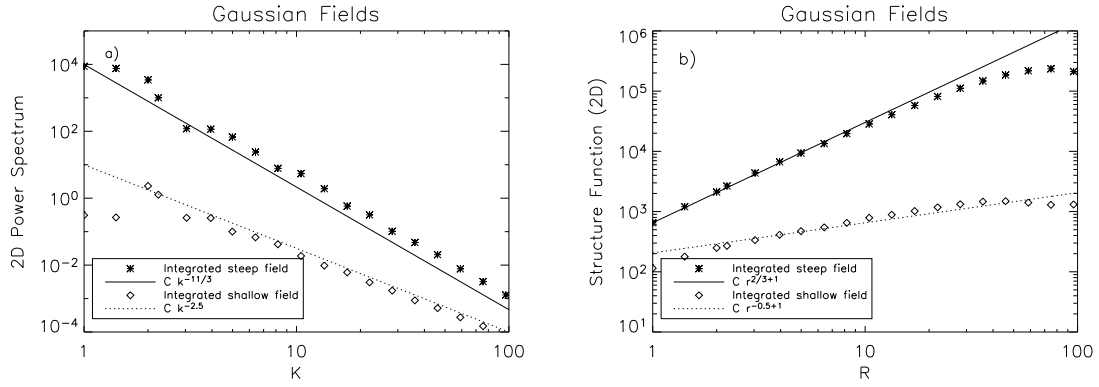 Gaussian Fields
a)
2D Power Spectrum
10^4
10^2
10^0
10^-2
10^-4
Integrated steep field
C k^-11/3
Integrated shallow field
C k^-2.5
1
10
100
K
Gaussian Fields
b)
Structure Function (2D)
10^6
10^5
10^4
10^3
10^2
10^1
Integrated steep field
C r^2/3+1
Integrated shallow field
C r^-0.5+1
1
10
100
R